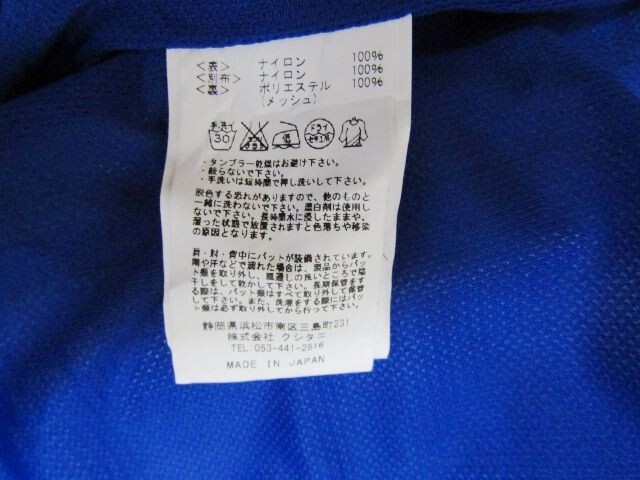 <表> ナイロン 100%
<別布> ナイロン 100%
<裏> ポリエステル 100%
(メッシュ)
手洗イ 30 低 ドライ セキユ系
・タンブラー乾燥はお避け下さい。
・絞らないで下さい。
・手洗いは短時間で押し洗いして下さい。
脱色する恐れがありますので、他のものと
一緒に洗わないで下さい。漂白剤は使用し
ないで下さい。長時間水に浸したままや、
湿った状態で放置されますと色落ちや移染
の原因となります。
肩・肘・背中にパットが装備されています。
雨や汗などで濡れた場合は、製品からパッ
ト類を取り外し、風通しの良いところで陰
干しをして乾かして下さい。長期保管をす
る際は、パット類はすべて取り外して保管
して下さい。また、洗濯をする際にはパッ
ト類は必ず取り外してから行って下さい。
静岡県浜松市南区三島町231
株式会社 クシタニ
TEL:053-441-2516
MADE IN JAPAN